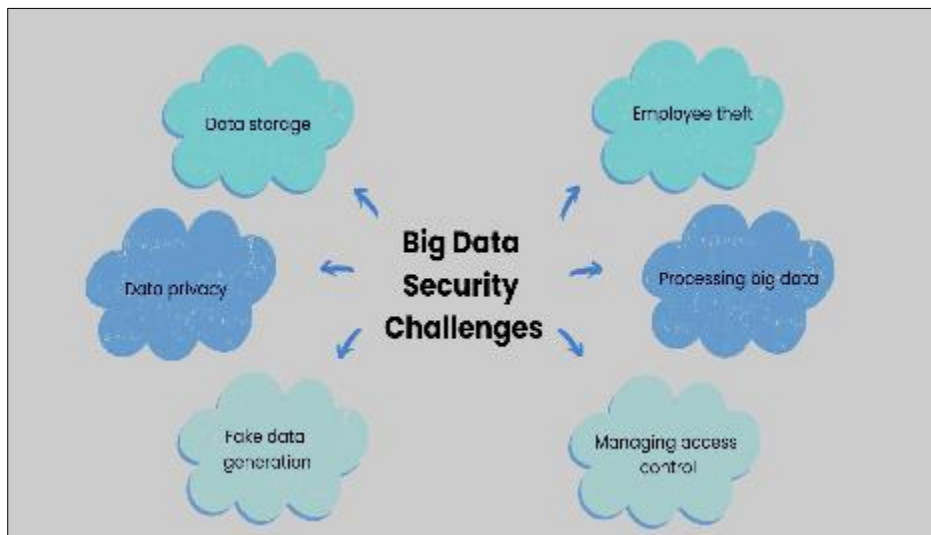 Data storage
Employee theft
Big Data
Security
Challenges
Data privacy
Processing big data
Fake data
generation
Managing access
control